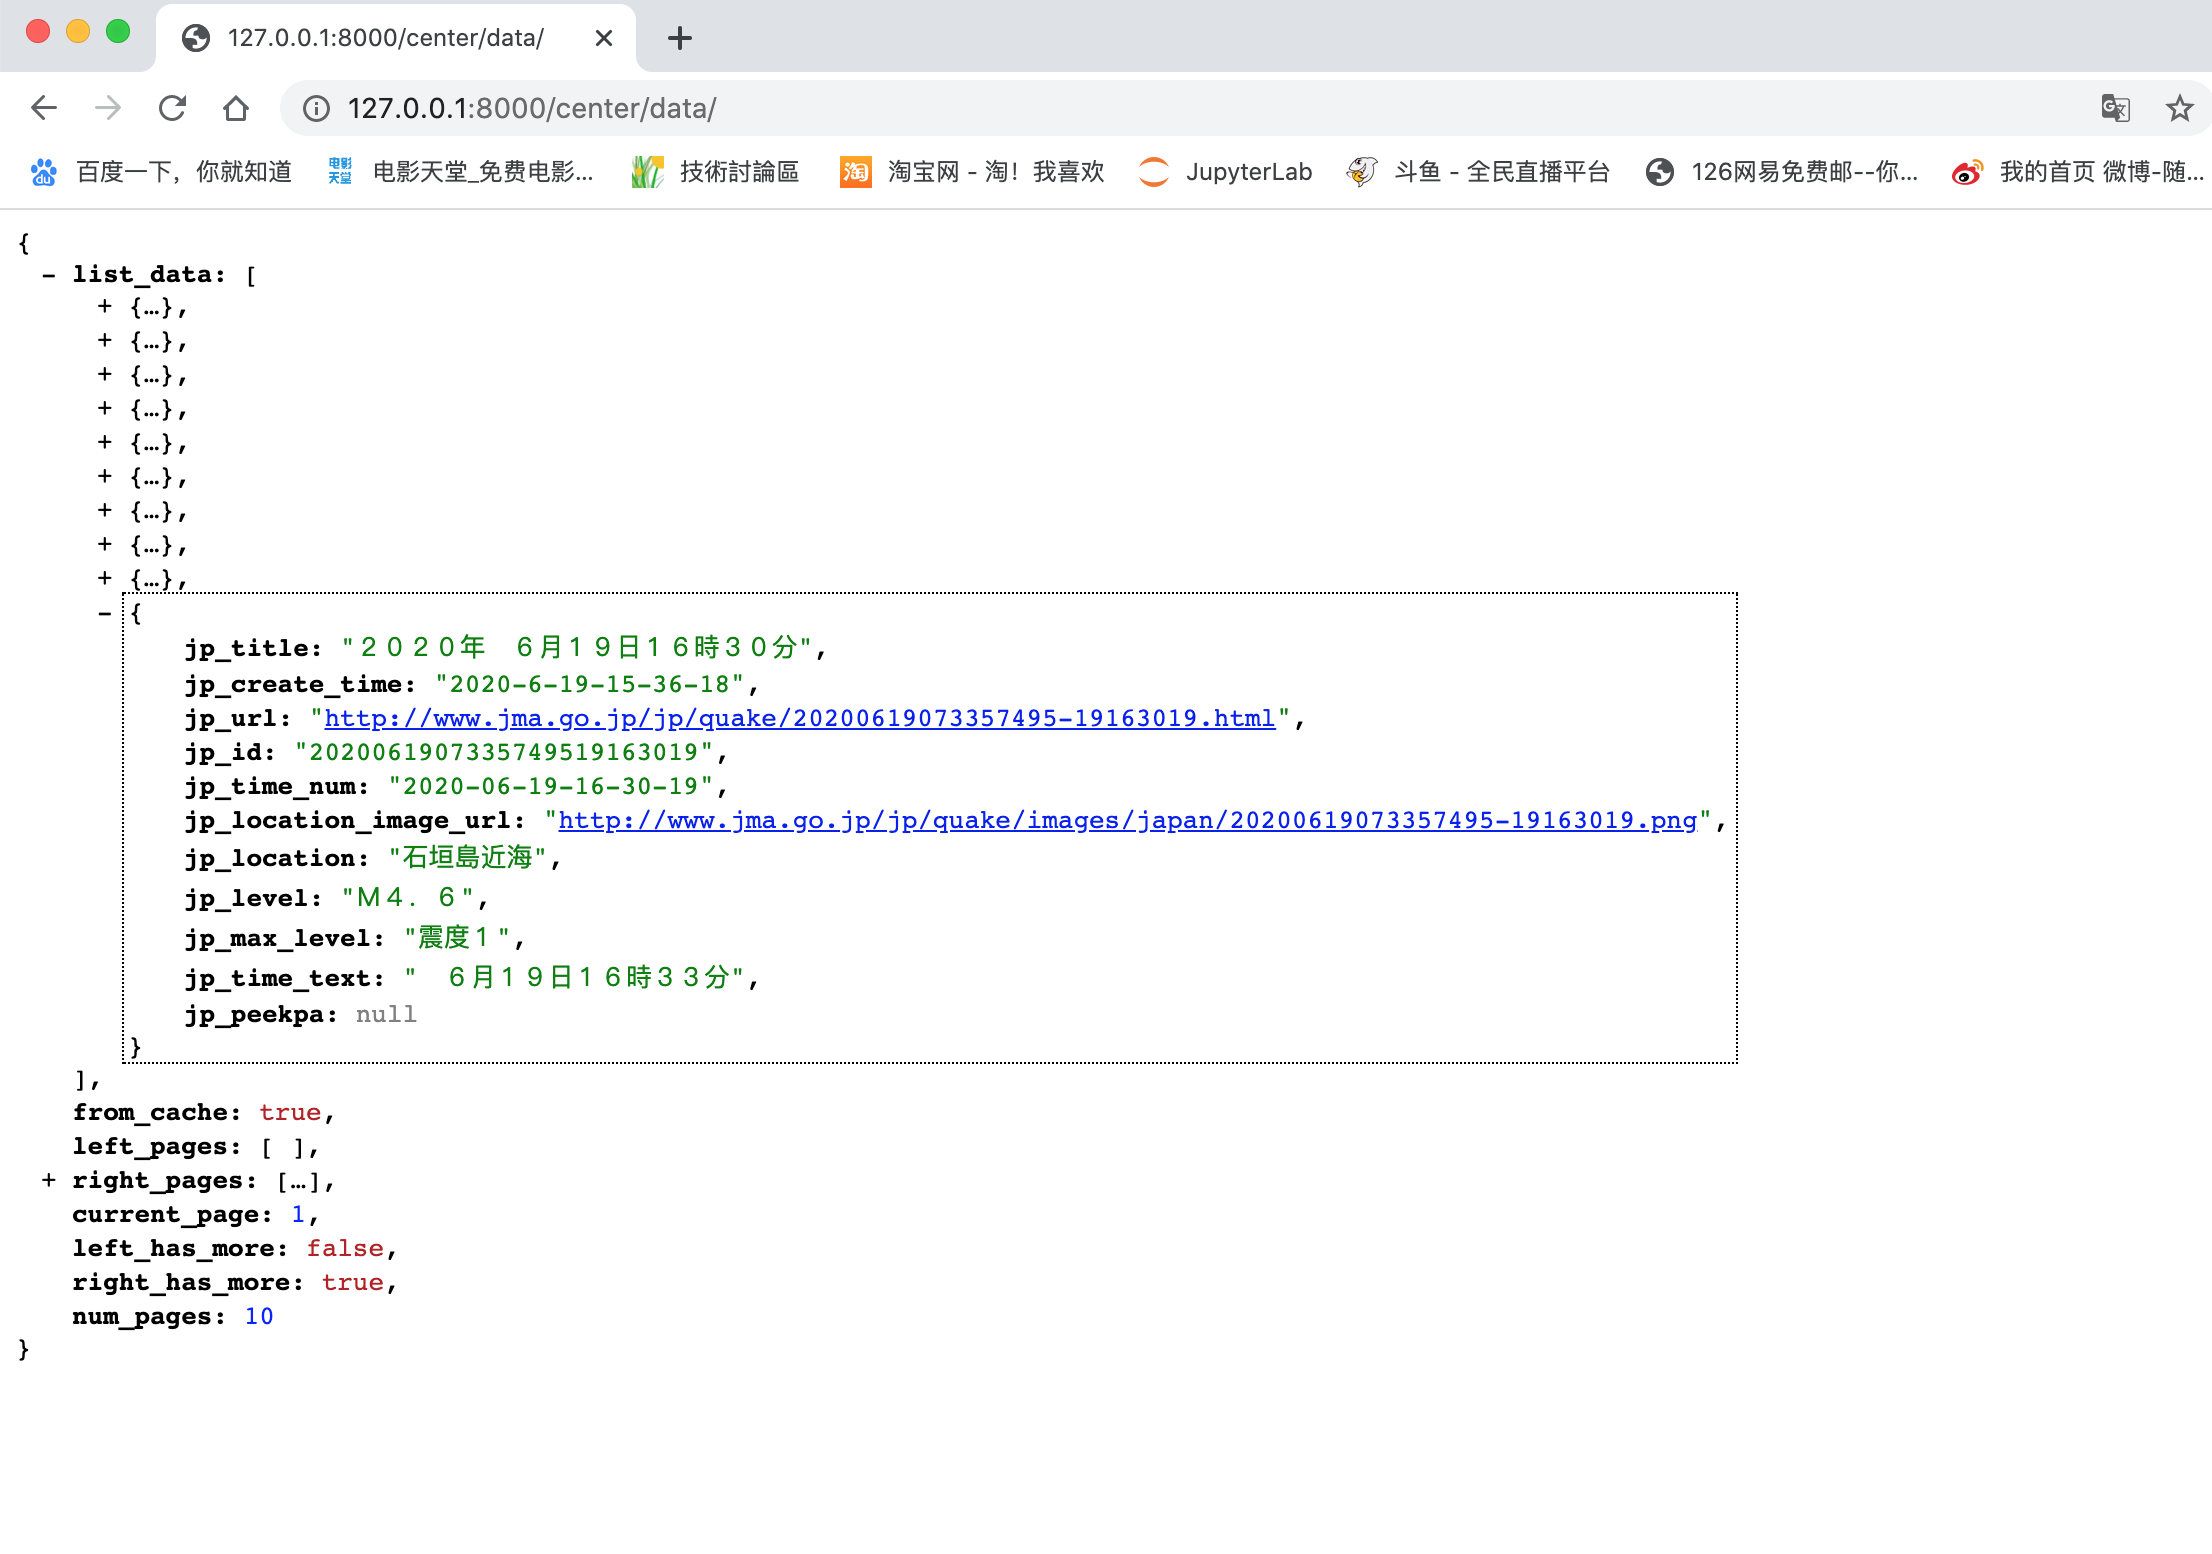 127.0.0.1:8000/center/data/
127.0.0.1:8000/center/data/
百度一下，你就知道 电影天堂 电影天堂_免费电影... 技術討論區 淘 淘宝网 - 淘！我喜欢 JupyterLab 斗鱼 - 全民直播平台 126网易免费邮--你... 我的首页 微博-随...
{
- list_data: [
+ {…},
+ {…},
+ {…},
+ {…},
+ {…},
+ {…},
+ {…},
+ {…},
+ {…},
- {
jp_title: "２０２０年　６月１９日１６時３０分",
jp_create_time: "2020-6-19-15-36-18",
jp_url: "http://www.jma.go.jp/jp/quake/20200619073357495-19163019.html",
jp_id: "2020061907335749519163019",
jp_time_num: "2020-06-19-16-30-19",
jp_location_image_url: "http://www.jma.go.jp/jp/quake/images/japan/20200619073357495-19163019.png",
jp_location: "石垣島近海",
jp_level: "Ｍ４．６",
jp_max_level: "震度１",
jp_time_text: "　６月１９日１６時３３分",
jp_peekpa: null
}
],
from_cache: true,
left_pages: [ ],
+ right_pages: […],
current_page: 1,
left_has_more: false,
right_has_more: true,
num_pages: 10
}